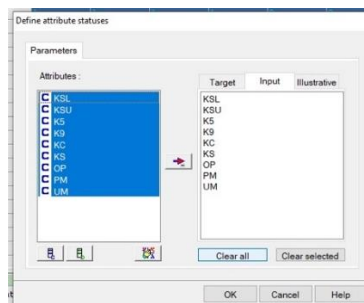 Define attribute statuses
Parameters
Attributes :
C KSL
C KSU
C K5
C K9
C KC
C KS
C OP
C PM
C UM
Target Input Illustrative
KSL
KSU
K5
K9
KC
KS
OP
PM
UM
Clear all Clear selected
OK Cancel Help